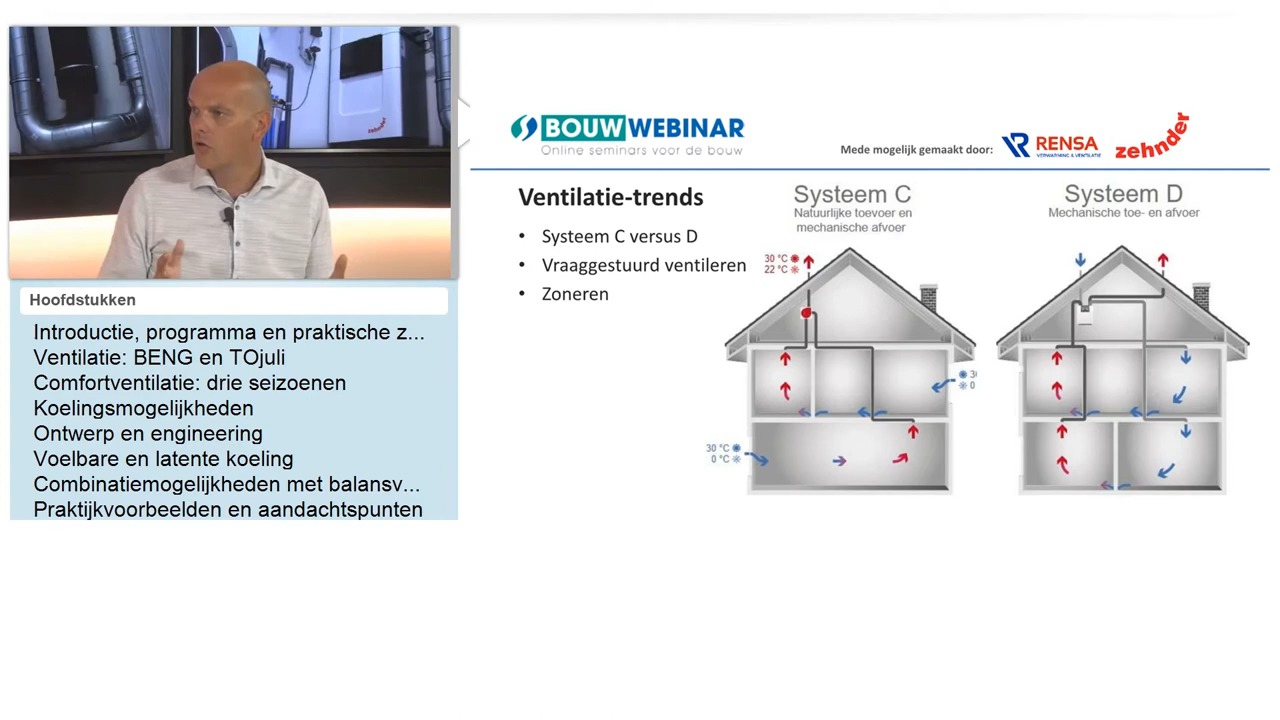 zehnder
BOUWWEBINAR
Online seminars voor de bouw
Mede mogelijk gemaakt door:
RENSA
VERWARMING & VENTILATIE
zehnder
Ventilatie-trends
• Systeem C versus D
• Vraaggestuurd ventileren
• Zoneren
Systeem C
Natuurlijke toevoer en
mechanische afvoer
30 °C
22 °C
30
0
30 °C
0 °C
Systeem D
Mechanische toe- en afvoer
Hoofdstukken
Introductie, programma en praktische z...
Ventilatie: BENG en TOjuli
Comfortventilatie: drie seizoenen
Koelingsmogelijkheden
Ontwerp en engineering
Voelbare en latente koeling
Combinatiemogelijkheden met balansv...
Praktijkvoorbeelden en aandachtspunten